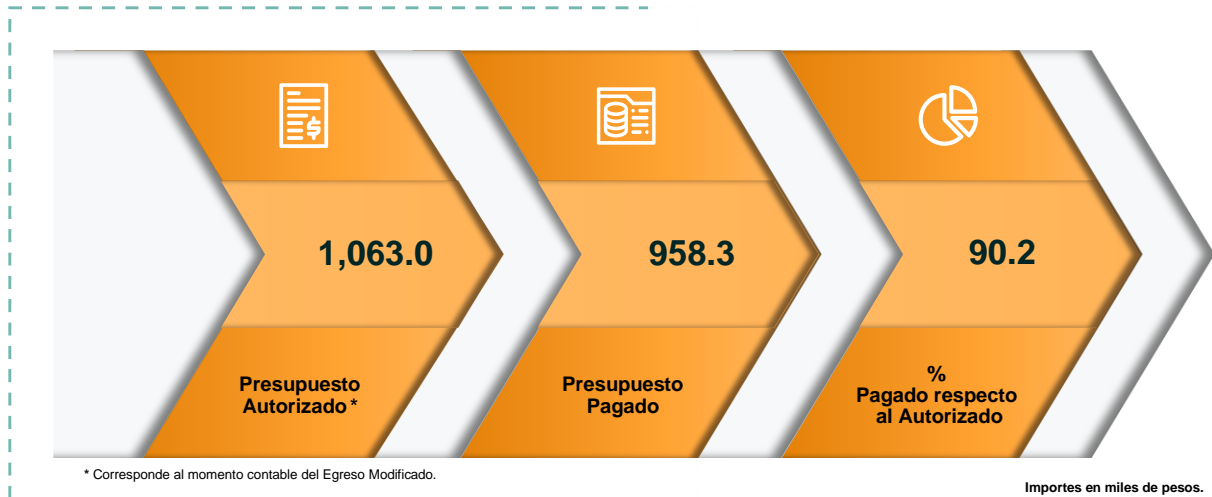 1,063.0
958.3
90.2
Presupuesto
Autorizado *
Presupuesto
Pagado
%
Pagado respecto
al Autorizado
* Corresponde al momento contable del Egreso Modificado.
Importes en miles de pesos.